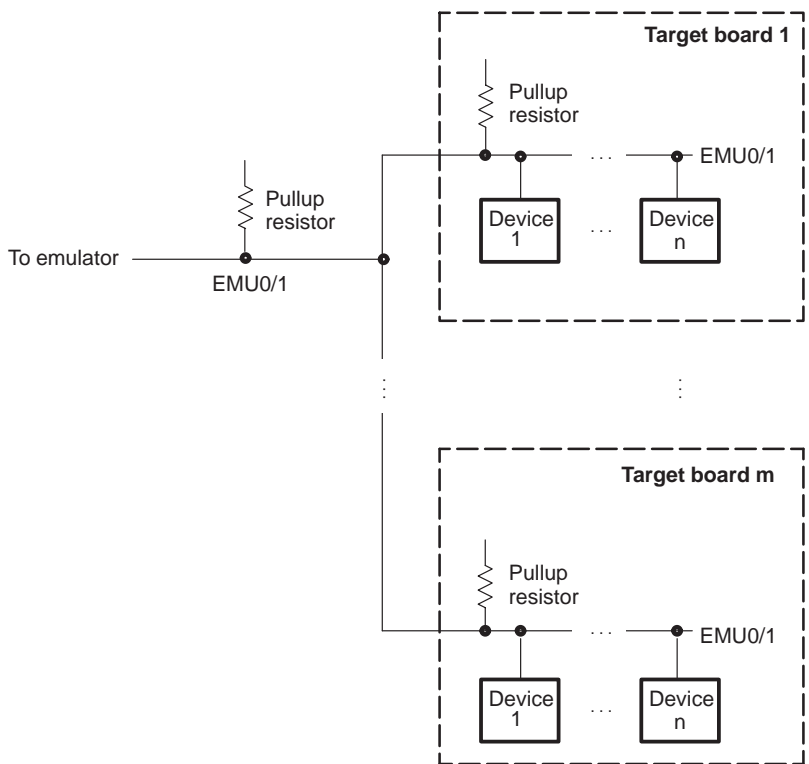 Target board 1
Pullup
resistor
. . .
EMU0/1
Device
1
. . .
Device
n
Pullup
resistor
To emulator
EMU0/1
. . .
. . .
Target board m
Pullup
resistor
. . .
EMU0/1
Device
1
. . .
Device
n